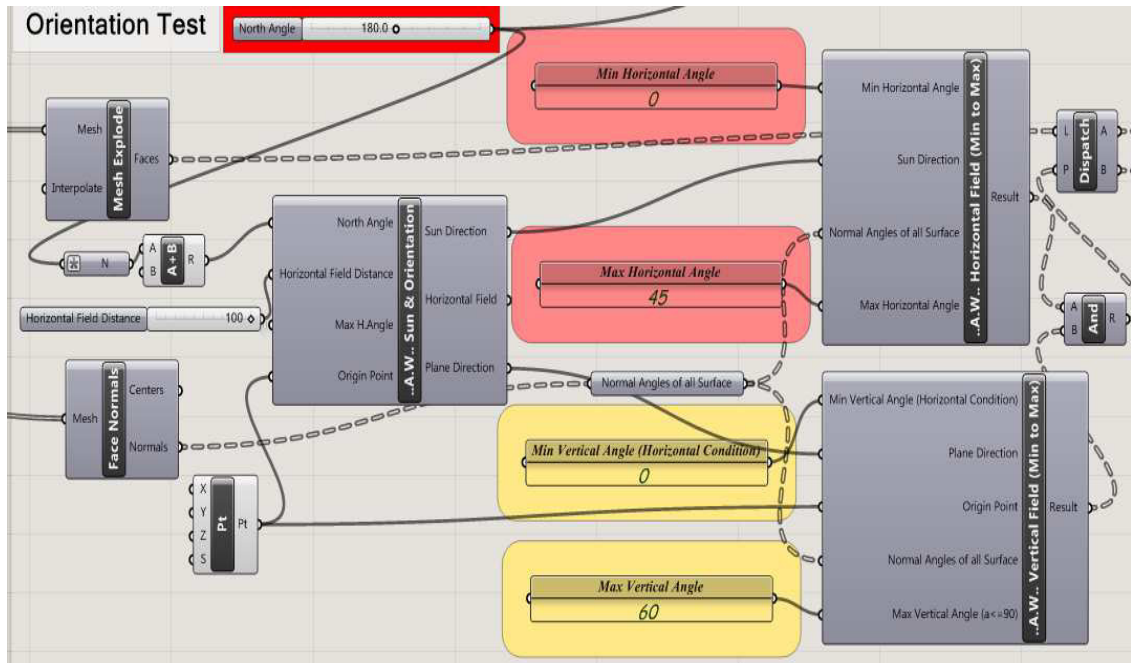 Orientation Test
North Angle 180.0
Min Horizontal Angle
0
Mesh
Interpolate
Mesh Explode
Faces
N
A
B
A+B
R
Horizontal Field Distance 100
North Angle
Horizontal Field Distance
Max H.Angle
Origin Point
..A.W.. Sun & Orientation
Sun Direction
Horizontal Field
Plane Direction
Max Horizontal Angle
45
Min Horizontal Angle
Sun Direction
Normal Angles of all Surface
Max Horizontal Angle
..A.W.. Horizontal Field (Min to Max)
Result
L
P
Dispatch
A
B
A
B
And
R
Mesh
Face Normals
Centers
Normals
Normal Angles of all Surface
X
Y
Z
S
Pt
Pt
Min Vertical Angle (Horizontal Condition)
0
Max Vertical Angle
60
Min Vertical Angle (Horizontal Condition)
Plane Direction
Origin Point
Normal Angles of all Surface
Max Vertical Angle (a<=90)
..A.W.. Vertical Field (Min to Max)
Result